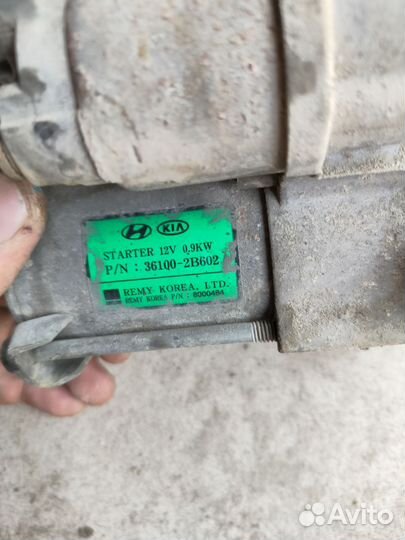 KIA
STARTER 12V 0.9KW
P/N : 36100-2B602
REMY KOREA, LTD.
REMY KOREA P/N : 8000494
Avito